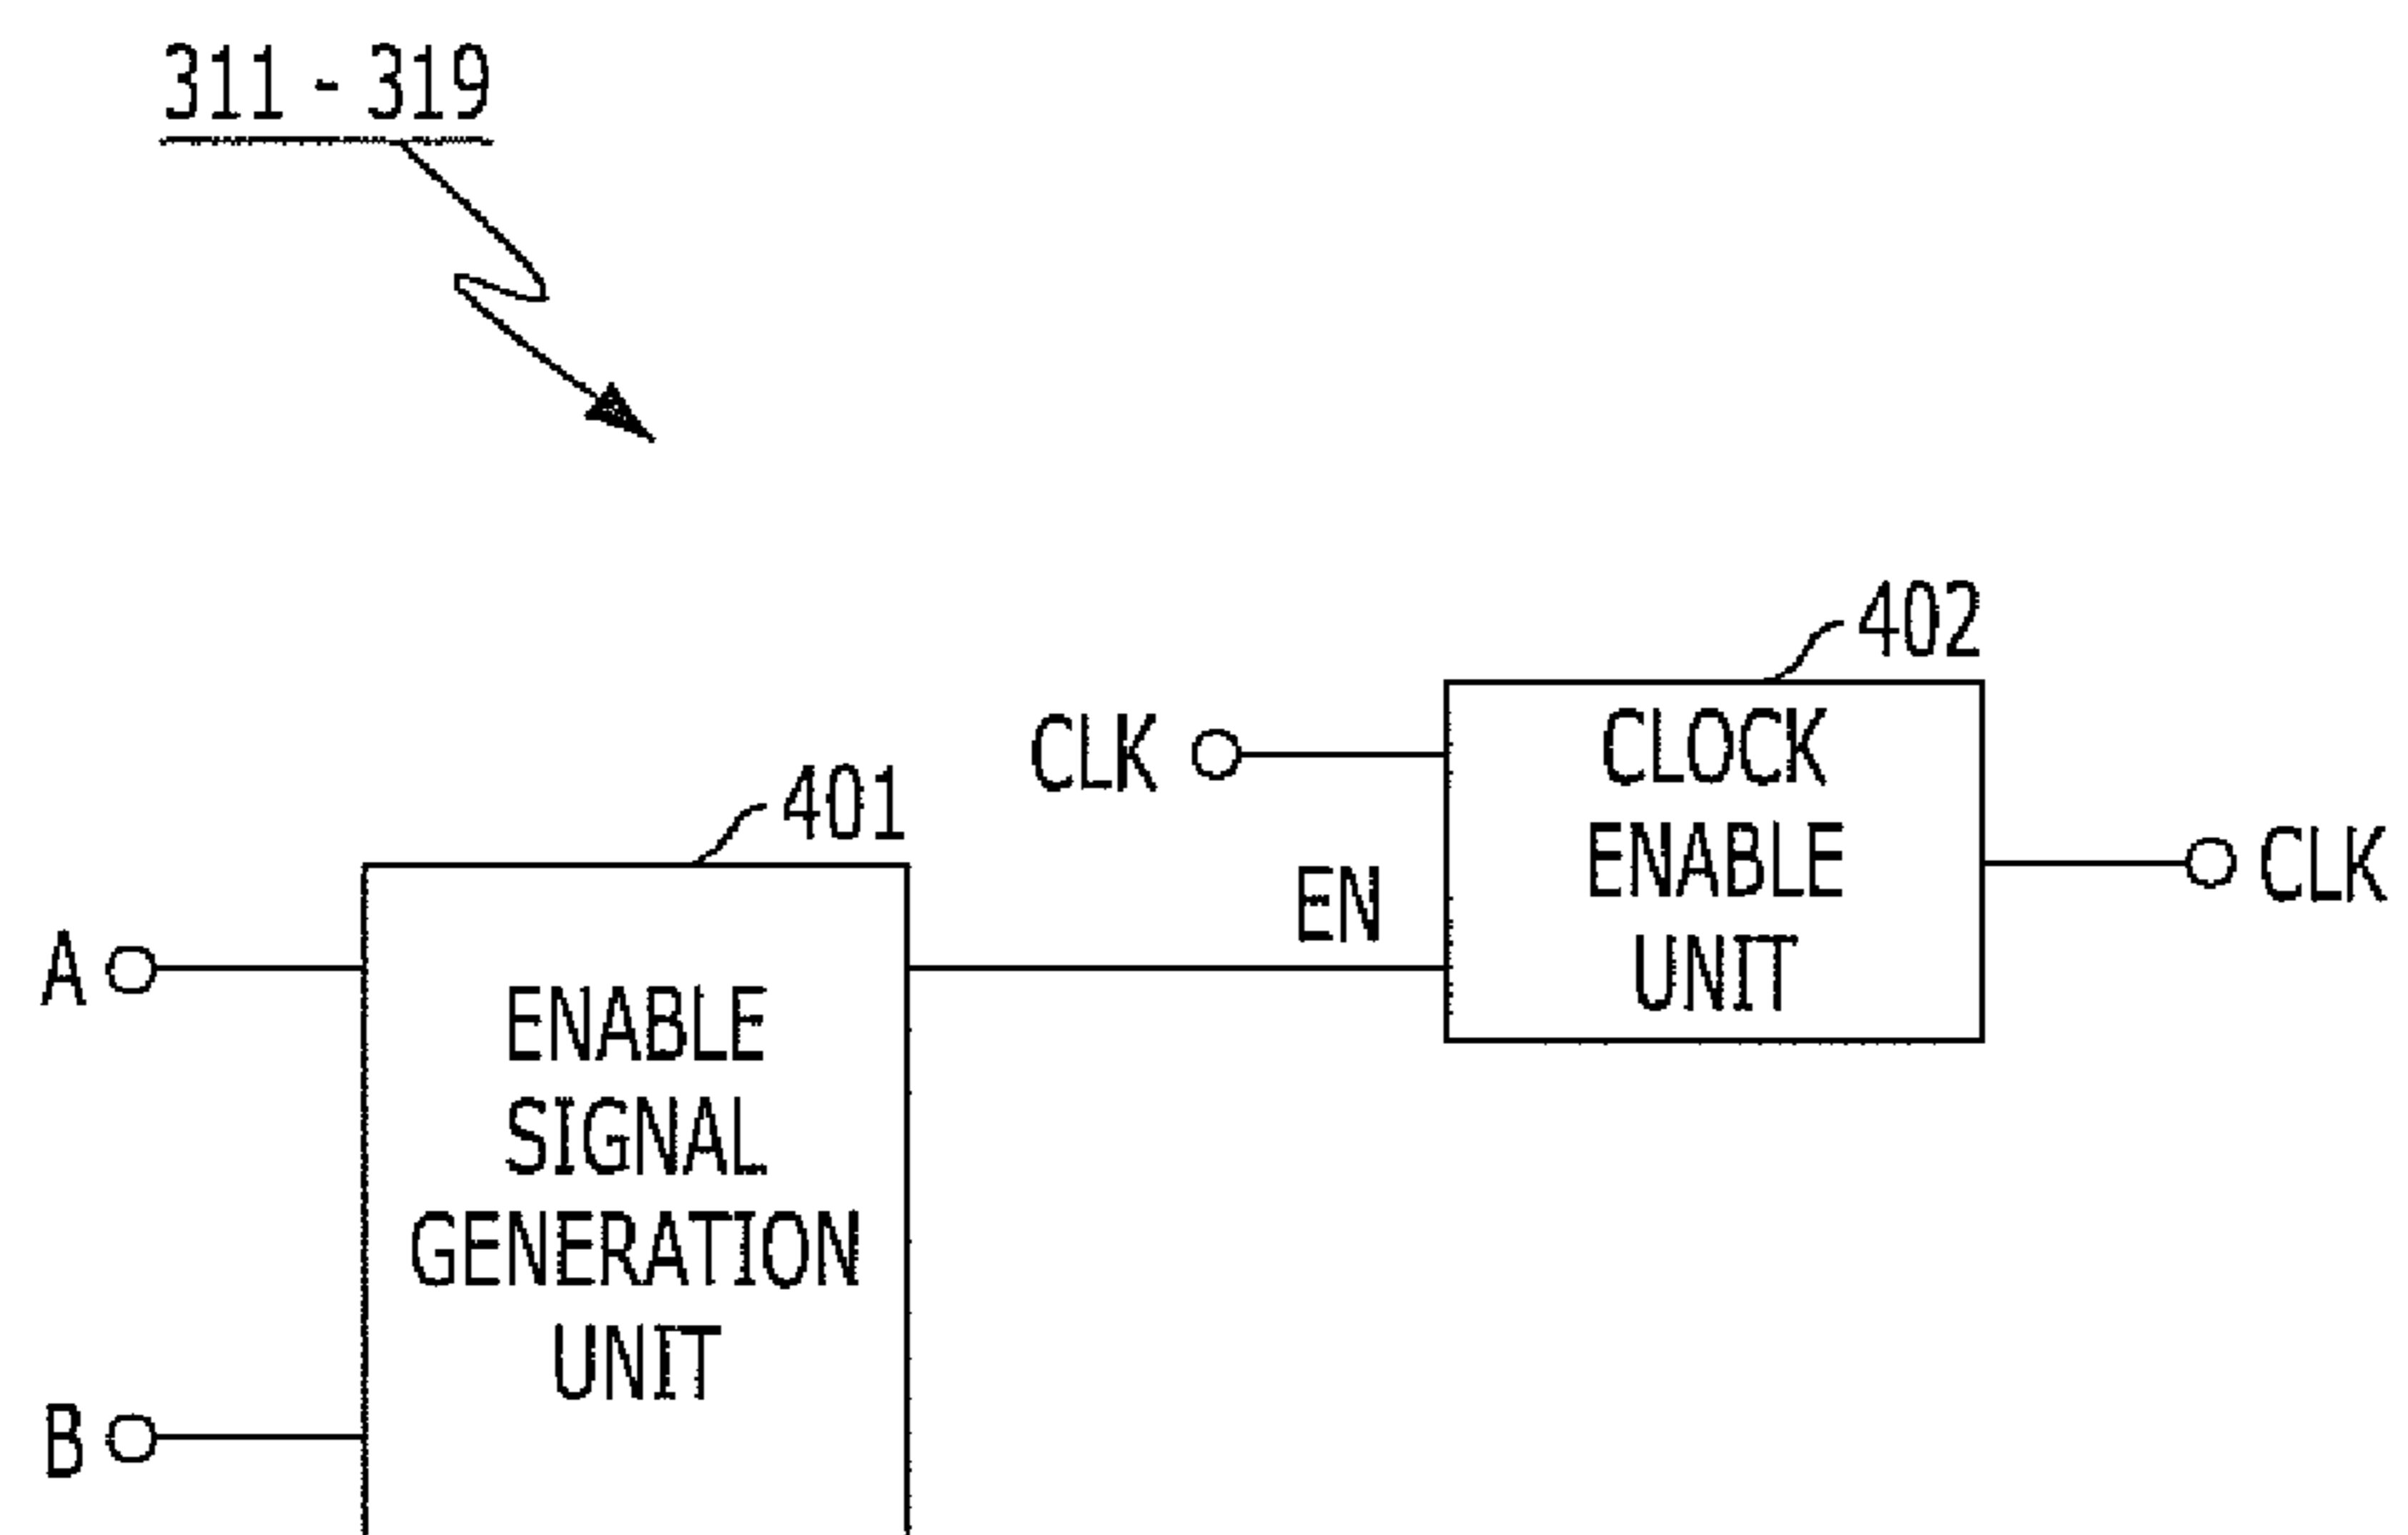 311 - 319
402
CLK
CLOCK
ENABLE
UNIT
CLK
401
EN
A
ENABLE
SIGNAL
GENERATION
UNIT
B